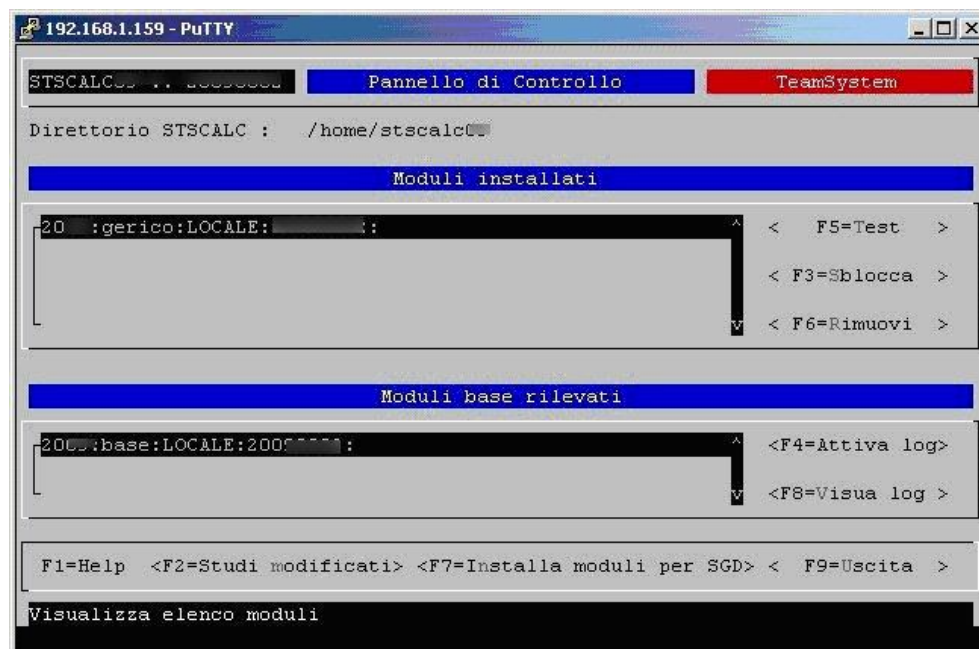 192.168.1.159 - PuTTY
Pannello di Controllo
TeamSystem
Direttorio STSCALC : /home/stscalc
Moduli installati
:gerico:LOCALE: ^ < F5=Test >
< F3=Sblocca >
v < F6=Rimuovi >
Moduli base rilevati
:base:LOCALE: ^ <F4=Attiva log>
v <F8=Visua log >
F1=Help <F2=Studi modificati> <F7=Installa moduli per SGD> < F9=Uscita >
Visualizza elenco moduli